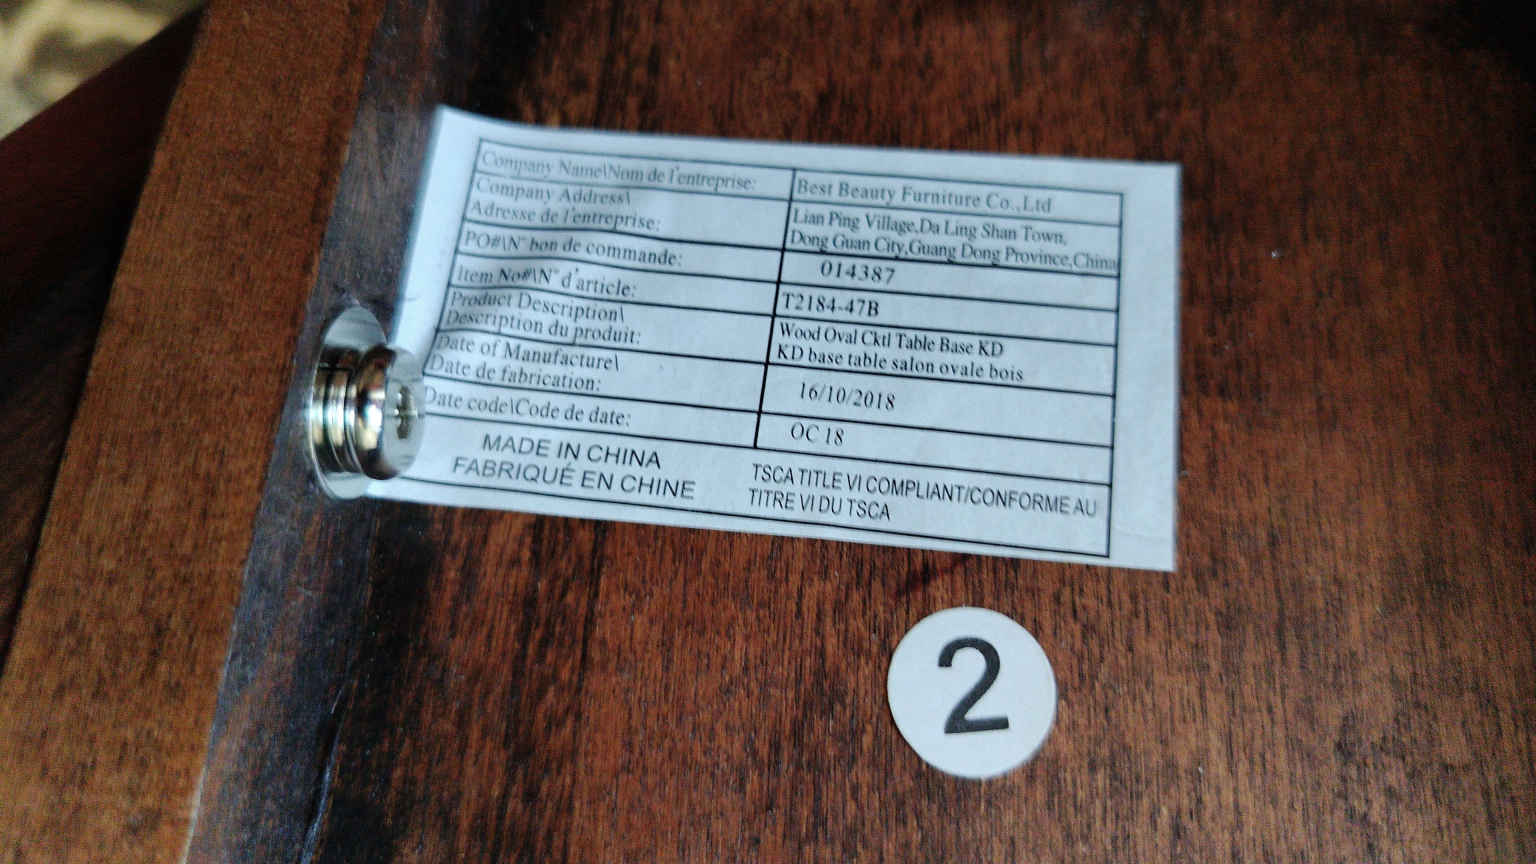 Company Name\Nom de l'entreprise: Best Beauty Furniture Co.,Ltd
Company Address\
Adresse de l'entreprise:
Lian Ping Village,Da Ling Shan Town,
Dong Guan City,Guang Dong Province,China
PO#\N° bon de commande: 014387
Item No#\N° d'article: T2184-47B
Product Description\
Description du produit:
Wood Oval Cktl Table Base KD
KD base table salon ovale bois
Date of Manufacture\
Date de fabrication:
16/10/2018
Date code\Code de date: OC 18
MADE IN CHINA
FABRIQUÉ EN CHINE
TSCA TITLE VI COMPLIANT/CONFORME AU
TITRE VI DU TSCA
2